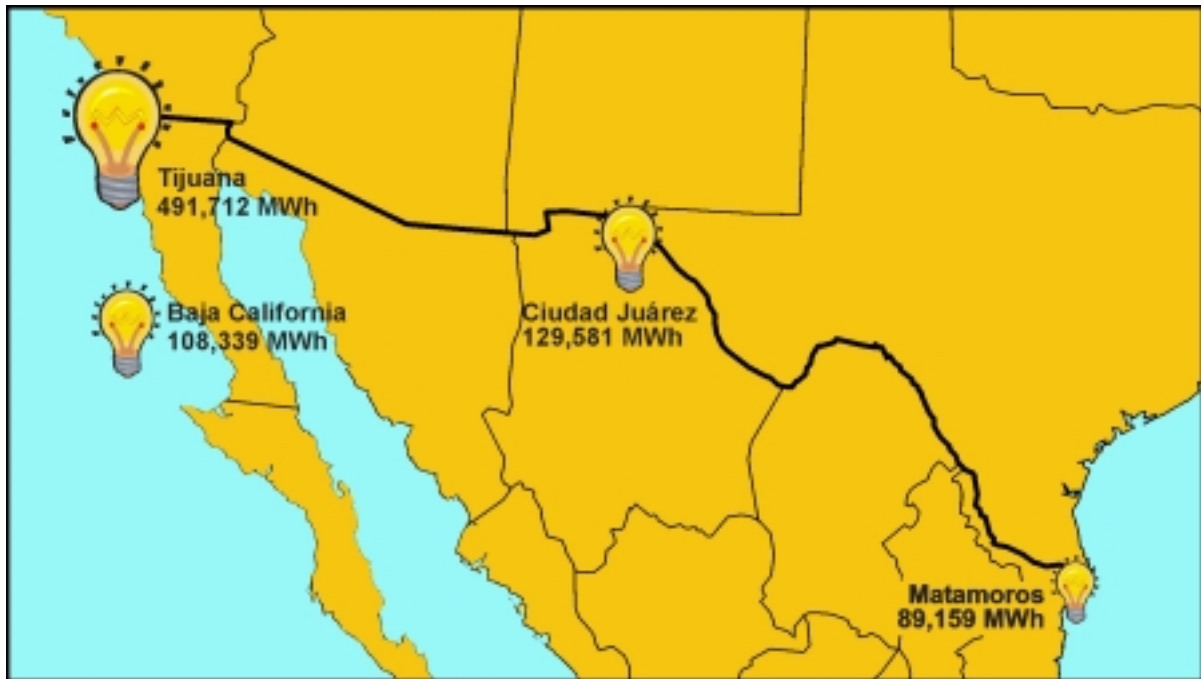 Tijuana
491,712 MWh
Baja California
108,339 MWh
Ciudad Juárez
129,581 MWh
Matamoros
89,159 MWh